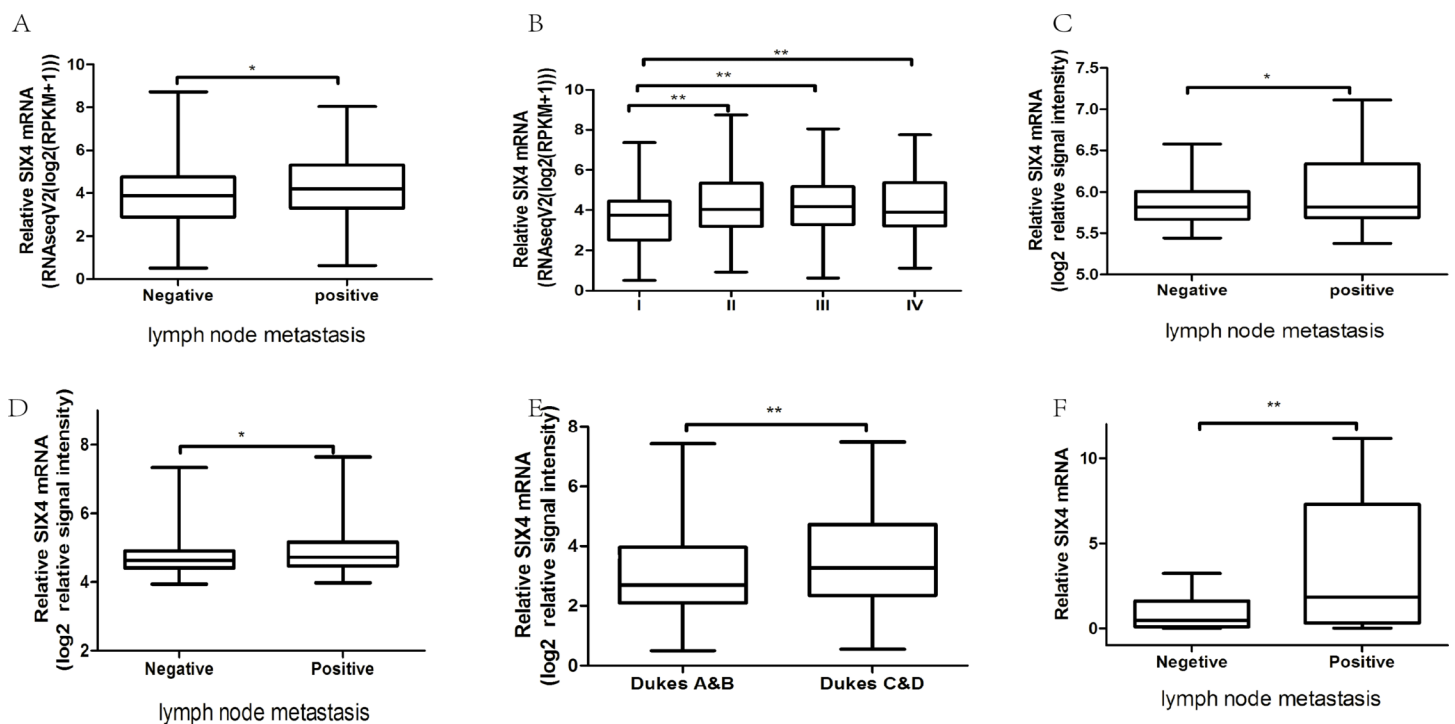 A
Relative SIX4 mRNA
(RNAseqV2(log2(RPKM+1)))
10
8
6
4
2
0
*
Negative positive
lymph node metastasis
B
Relative SIX4 mRNA
(RNAseqV2(log2(RPKM+1)))
10
8
6
4
2
0
**
**
**
I II III IV
C
Relative SIX4 mRNA
(log2 relative signal intensity)
7.5
7.0
6.5
6.0
5.5
5.0
*
Negative positive
lymph node metastasis
D
Relative SIX4 mRNA
(log2 relative signal intensity)
8
6
4
2
*
Negative Positive
lymph node metastasis
E
Relative SIX4 mRNA
(log2 relative signal intensity)
8
6
4
2
0
**
Dukes A&B Dukes C&D
F
Relative SIX4 mRNA
10
5
0
**
Negetive Positive
lymph node metastasis